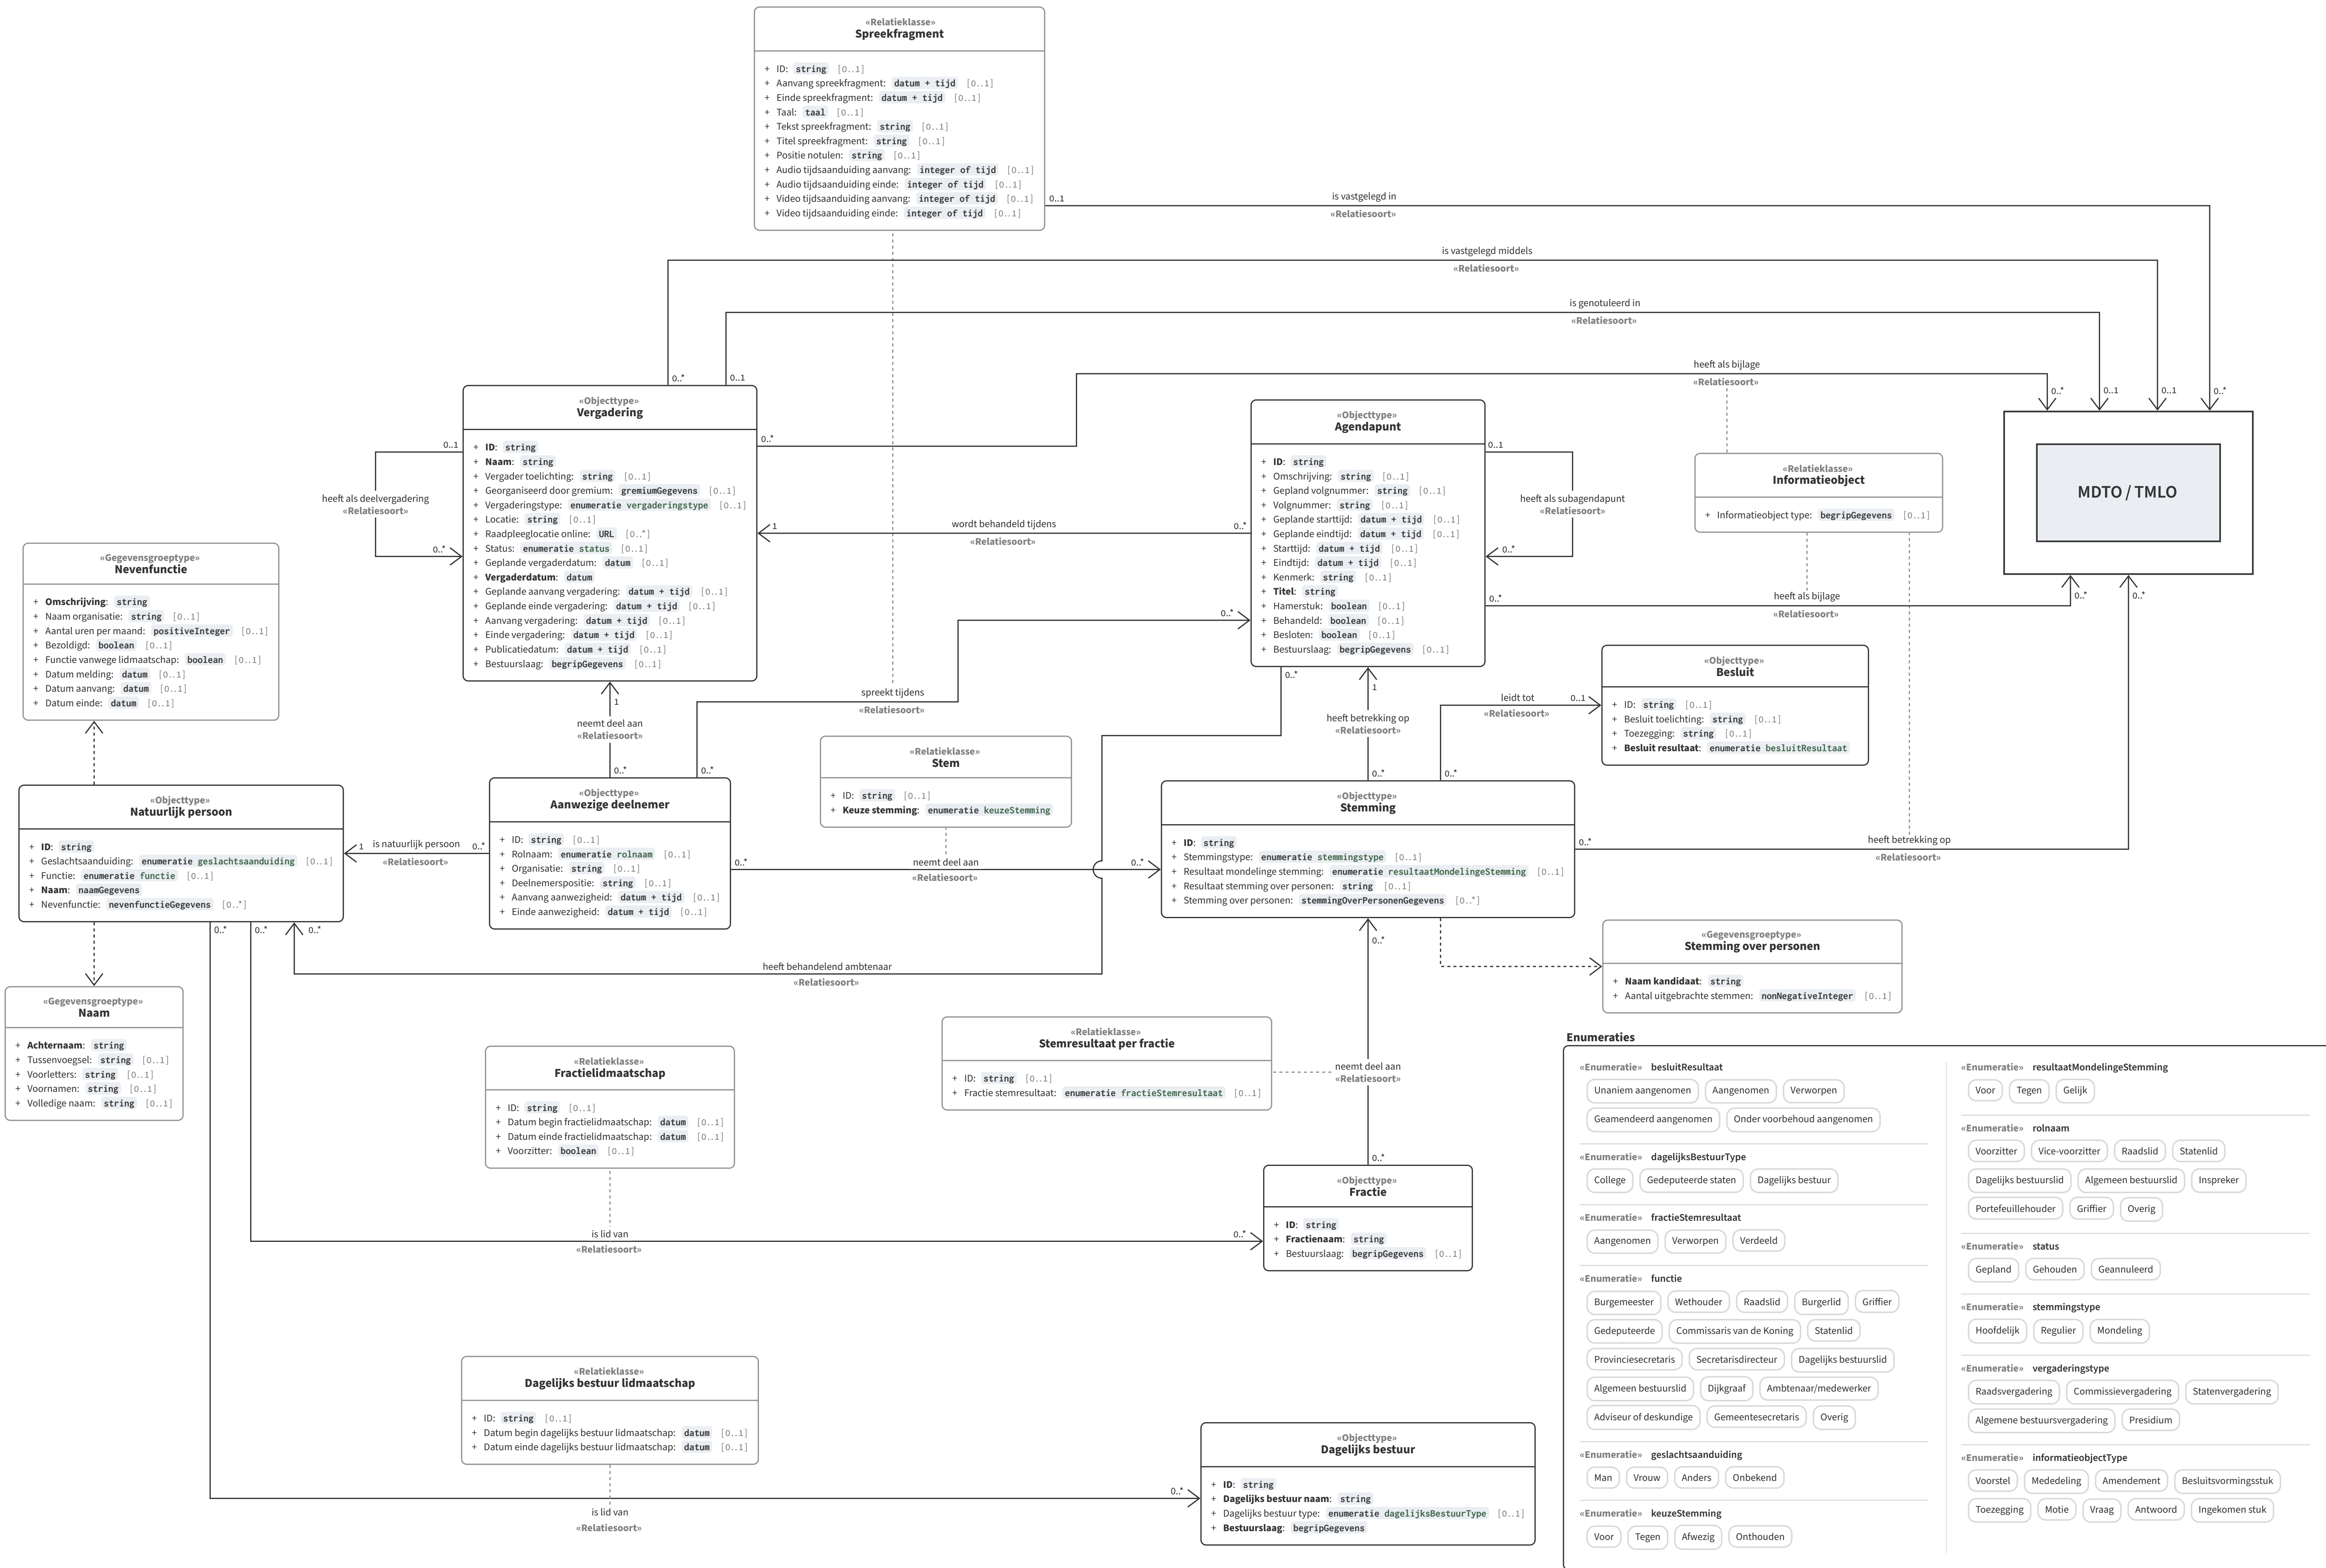 «Relatieklasse»
Spreekfragment
+ ID: string [0..1]
+ Aanvang spreekfragment: datum + tijd [0..1]
+ Einde spreekfragment: datum + tijd [0..1]
+ Taal: taal [0..1]
+ Tekst spreekfragment: string [0..1]
+ Titel spreekfragment: string [0..1]
+ Positie notulen: string [0..1]
+ Audio tijdsaanduiding aanvang: integer of tijd [0..1]
+ Audio tijdsaanduiding einde: integer of tijd [0..1]
+ Video tijdsaanduiding aanvang: integer of tijd [0..1]
+ Video tijdsaanduiding einde: integer of tijd [0..1]
0..1
is vastgelegd in
«Relatiesoort»
is vastgelegd middels
«Relatiesoort»
is genotuleerd in
«Relatiesoort»
heeft als bijlage
«Relatiesoort»
0..*
0..1
0..*
0..1
0..1
0..*
«Objecttype»
Vergadering
+ ID: string
+ Naam: string
+ Vergader toelichting: string [0..1]
+ Georganiseerd door gremium: gremiumGegevens [0..1]
+ Vergaderingstype: enumeratie vergaderingstype [0..1]
+ Locatie: string [0..1]
+ Raadpleeglocatie online: URL [0..*]
+ Status: enumeratie status [0..1]
+ Geplande vergaderdatum: datum [0..1]
+ Vergaderdatum: datum
+ Geplande aanvang vergadering: datum + tijd [0..1]
+ Geplande einde vergadering: datum + tijd [0..1]
+ Aanvang vergadering: datum + tijd [0..1]
+ Einde vergadering: datum + tijd [0..1]
+ Publicatiedatum: datum + tijd [0..1]
+ Bestuurslaag: begripGegevens [0..1]
0..1
heeft als deelvergadering
«Relatiesoort»
0..*
0..*
1
wordt behandeld tijdens
«Relatiesoort»
0..*
«Objecttype»
Agendapunt
+ ID: string
+ Omschrijving: string [0..1]
+ Gepland volgnummer: string [0..1]
+ Volgnummer: string [0..1]
+ Geplande starttijd: datum + tijd [0..1]
+ Geplande eindtijd: datum + tijd [0..1]
+ Starttijd: datum + tijd [0..1]
+ Eindtijd: datum + tijd [0..1]
+ Kenmerk: string [0..1]
+ Titel: string
+ Hamerstuk: boolean [0..1]
+ Behandeld: boolean [0..1]
+ Besloten: boolean [0..1]
+ Bestuurslaag: begripGegevens [0..1]
0..1
heeft als subagendapunt
«Relatiesoort»
0..*
0..*
heeft als bijlage
«Relatiesoort»
«Relatieklasse»
Informatieobject
+ Informatieobject type: begripGegevens [0..1]
MDTO / TMLO
0..*
0..*
«Gegevensgroeptype»
Nevenfunctie
+ Omschrijving: string
+ Naam organisatie: string [0..1]
+ Aantal uren per maand: positiveInteger [0..1]
+ Bezoldigd: boolean [0..1]
+ Functie vanwege lidmaatschap: boolean [0..1]
+ Datum melding: datum [0..1]
+ Datum aanvang: datum [0..1]
+ Datum einde: datum [0..1]
1
neemt deel aan
«Relatiesoort»
0..*
spreekt tijdens
«Relatiesoort»
0..*
0..*
0..*
1
heeft betrekking op
«Relatiesoort»
0..*
leidt tot
«Relatiesoort»
0..1
0..*
«Objecttype»
Besluit
+ ID: string [0..1]
+ Besluit toelichting: string [0..1]
+ Toezegging: string [0..1]
+ Besluit resultaat: enumeratie besluitResultaat
«Relatieklasse»
Stem
+ ID: string [0..1]
+ Keuze stemming: enumeratie keuzeStemming
«Objecttype»
Natuurlijk persoon
+ ID: string
+ Geslachtsaanduiding: enumeratie geslachtsaanduiding [0..1]
+ Functie: enumeratie functie [0..1]
+ Naam: naamGegevens
+ Nevenfunctie: nevenfunctieGegevens [0..*]
1
is natuurlijk persoon
«Relatiesoort»
0..*
«Objecttype»
Aanwezige deelnemer
+ ID: string [0..1]
+ Rolnaam: enumeratie rolnaam [0..1]
+ Organisatie: string [0..1]
+ Deelnemerspositie: string [0..1]
+ Aanvang aanwezigheid: datum + tijd [0..1]
+ Einde aanwezigheid: datum + tijd [0..1]
0..*
neemt deel aan
«Relatiesoort»
0..*
«Objecttype»
Stemming
+ ID: string
+ Stemmingstype: enumeratie stemmingstype [0..1]
+ Resultaat mondelinge stemming: enumeratie resultaatMondelingeStemming [0..1]
+ Resultaat stemming over personen: string [0..1]
+ Stemming over personen: stemmingOverPersonenGegevens [0..*]
0..*
heeft betrekking op
«Relatiesoort»
0..*
0..*
0..*
heeft behandelend ambtenaar
«Relatiesoort»
0..*
«Gegevensgroeptype»
Stemming over personen
+ Naam kandidaat: string
+ Aantal uitgebrachte stemmen: nonNegativeInteger [0..1]
«Gegevensgroeptype»
Naam
+ Achternaam: string
+ Tussenvoegsel: string [0..1]
+ Voorletters: string [0..1]
+ Voornamen: string [0..1]
+ Volledige naam: string [0..1]
«Relatieklasse»
Fractielidmaatschap
+ ID: string [0..1]
+ Datum begin fractielidmaatschap: datum [0..1]
+ Datum einde fractielidmaatschap: datum [0..1]
+ Voorzitter: boolean [0..1]
«Relatieklasse»
Stemresultaat per fractie
+ ID: string [0..1]
+ Fractie stemresultaat: enumeratie fractieStemresultaat [0..1]
neemt deel aan
«Relatiesoort»
0..*
«Objecttype»
Fractie
+ ID: string
+ Fractienaam: string
+ Bestuurslaag: begripGegevens [0..1]
is lid van
«Relatiesoort»
0..*
«Relatieklasse»
Dagelijks bestuur lidmaatschap
+ ID: string [0..1]
+ Datum begin dagelijks bestuur lidmaatschap: datum [0..1]
+ Datum einde dagelijks bestuur lidmaatschap: datum [0..1]
is lid van
«Relatiesoort»
0..*
«Objecttype»
Dagelijks bestuur
+ ID: string
+ Dagelijks bestuur naam: string
+ Dagelijks bestuur type: enumeratie dagelijksBestuurType [0..1]
+ Bestuurslaag: begripGegevens
Enumeraties
«Enumeratie» besluitResultaat
Unaniem aangenomen Aangenomen Verworpen
Geamendeerd aangenomen Onder voorbehoud aangenomen
«Enumeratie» dagelijksBestuurType
College Gedeputeerde staten Dagelijks bestuur
«Enumeratie» fractieStemresultaat
Aangenomen Verworpen Verdeeld
«Enumeratie» functie
Burgemeester Wethouder Raadslid Burgerlid Griffier
Gedeputeerde Commissaris van de Koning Statenlid
Provinciesecretaris Secretarisdirecteur Dagelijks bestuurslid
Algemeen bestuurslid Dijkgraaf Ambtenaar/medewerker
Adviseur of deskundige Gemeentesecretaris Overig
«Enumeratie» geslachtsaanduiding
Man Vrouw Anders Onbekend
«Enumeratie» keuzeStemming
Voor Tegen Afwezig Onthouden
«Enumeratie» resultaatMondelingeStemming
Voor Tegen Gelijk
«Enumeratie» rolnaam
Voorzitter Vice-voorzitter Raadslid Statenlid
Dagelijks bestuurslid Algemeen bestuurslid Inspreker
Portefeuillehouder Griffier Overig
«Enumeratie» status
Gepland Gehouden Geannuleerd
«Enumeratie» stemmingstype
Hoofdelijk Regulier Mondeling
«Enumeratie» vergaderingstype
Raadsvergadering Commissievergadering Statenvergadering
Algemene bestuursvergadering Presidium
«Enumeratie» informatieobjectType
Voorstel Mededeling Amendement Besluitsvormingsstuk
Toezegging Motie Vraag Antwoord Ingekomen stuk